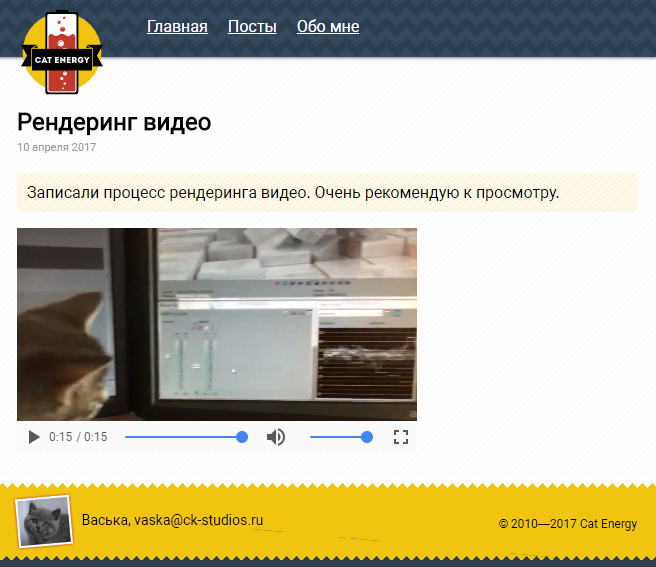 Главная Посты Обо мне
CAT ENERGY
Рендеринг видео
10 апреля 2017
Записали процесс рендеринга видео. Очень рекомендую к просмотру.
0:15 / 0:15
Васька, vaska@ck-studios.ru
© 2010—2017 Cat Energy